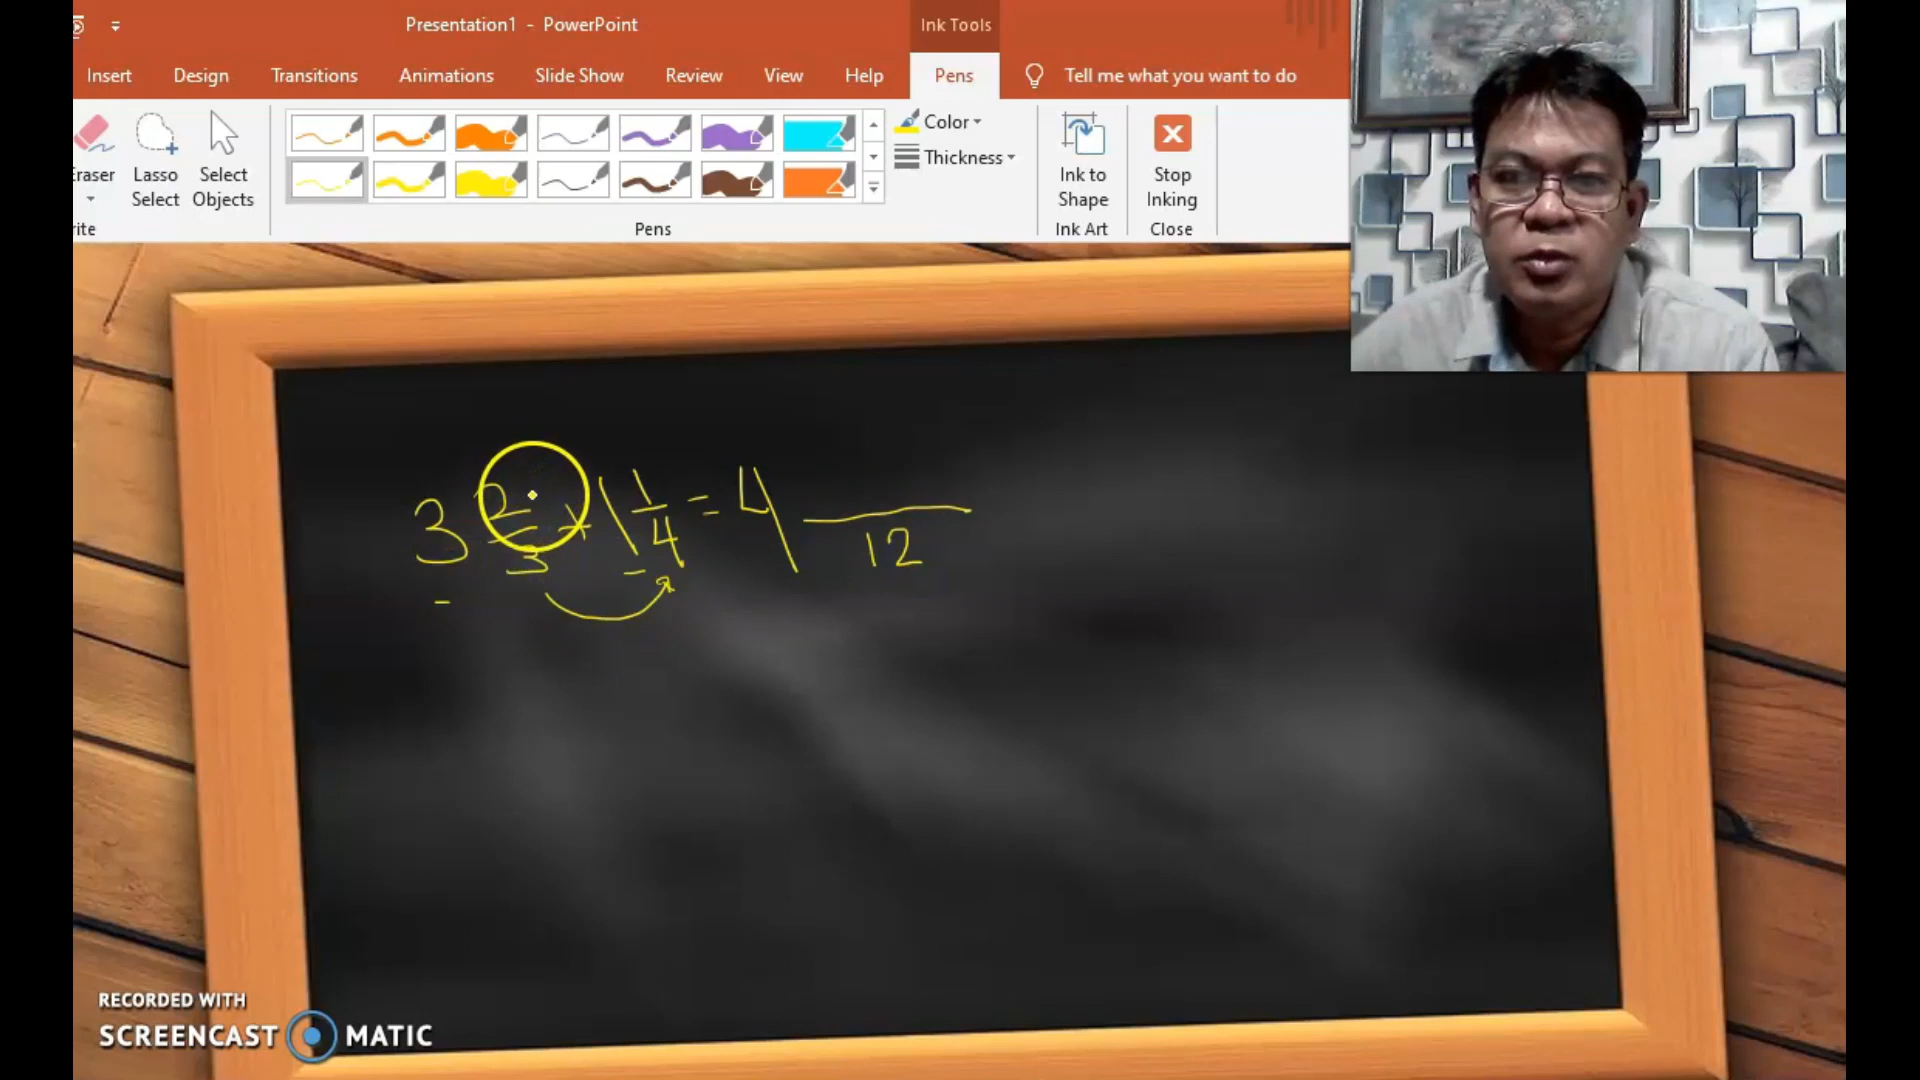 Presentation1 - PowerPoint
Ink Tools
Insert Design Transitions Animations Slide Show Review View Help Pens Tell me what you want to do
Eraser
Lasso Select
Select Objects
Color
Thickness
Ink to Shape
Stop Inking
Pens
Ink Art
Close
3 2/3 + 1 1/4 = 4 /12
RECORDED WITH
SCREENCAST MATIC